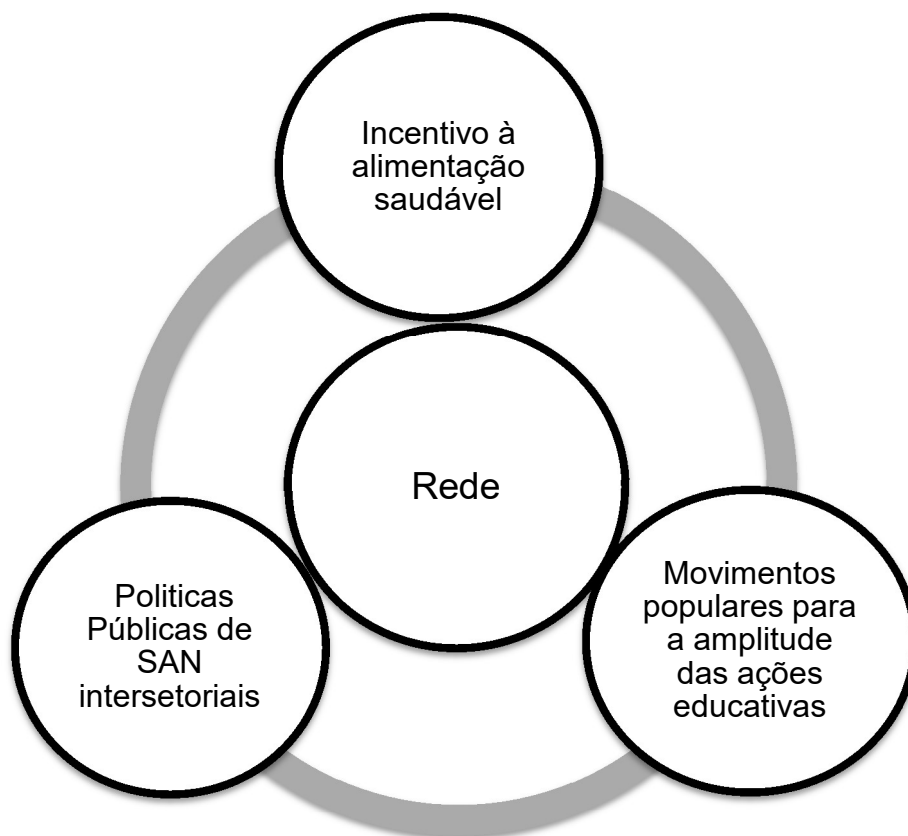 Incentivo à
alimentação
saudável
Rede
Politicas
Públicas de
SAN
intersetoriais
Movimentos
populares para
a amplitude
das ações
educativas